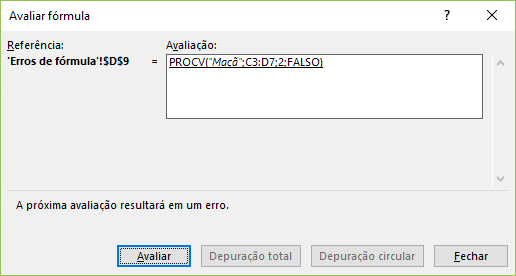 Avaliar fórmula
Referência:
Avaliação:
'Erros de fórmula'!$D$9 = PROCV("Maçã";C3:D7;2;FALSO)
A próxima avaliação resultará em um erro.
Avaliar
Depuração total
Depuração circular
Fechar